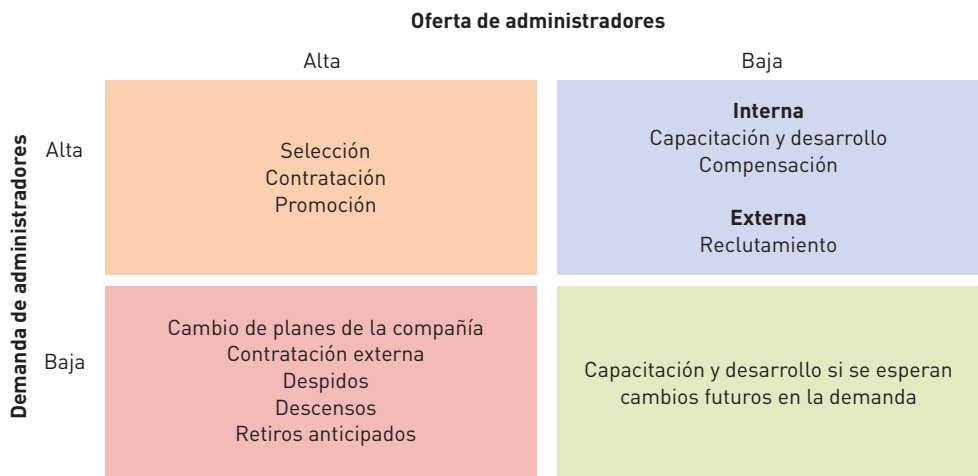 Oferta de administradores
Alta
Baja
Demanda de administradores
Alta
Selección
Contratación
Promoción
Interna
Capacitación y desarrollo
Compensación
Externa
Reclutamiento
Baja
Cambio de planes de la compañía
Contratación externa
Despidos
Descensos
Retiros anticipados
Capacitación y desarrollo si se esperan
cambios futuros en la demanda